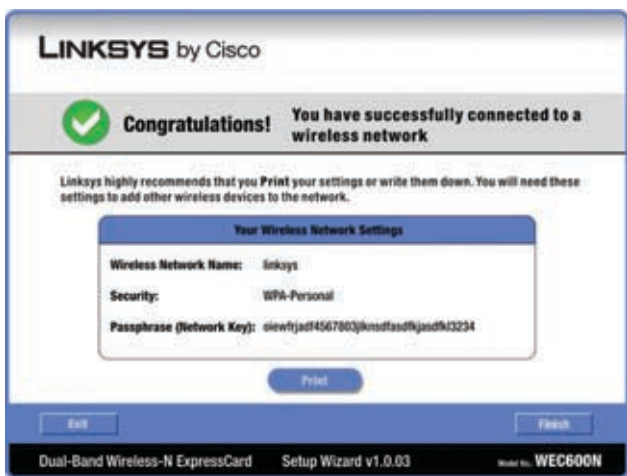 LINKSYS by Cisco
Congratulations!
You have successfully connected to a
wireless network
Linksys highly recommends that you Print your settings or write them down. You will need these
settings to add other wireless devices to the network.
Your Wireless Network Settings
Wireless Network Name: linksys
Security: WPA-Personal
Passphrase (Network Key):
Print
Exit Finish
Dual-Band Wireless-N ExpressCard Setup Wizard v1.0.03 Model No. WEC600N